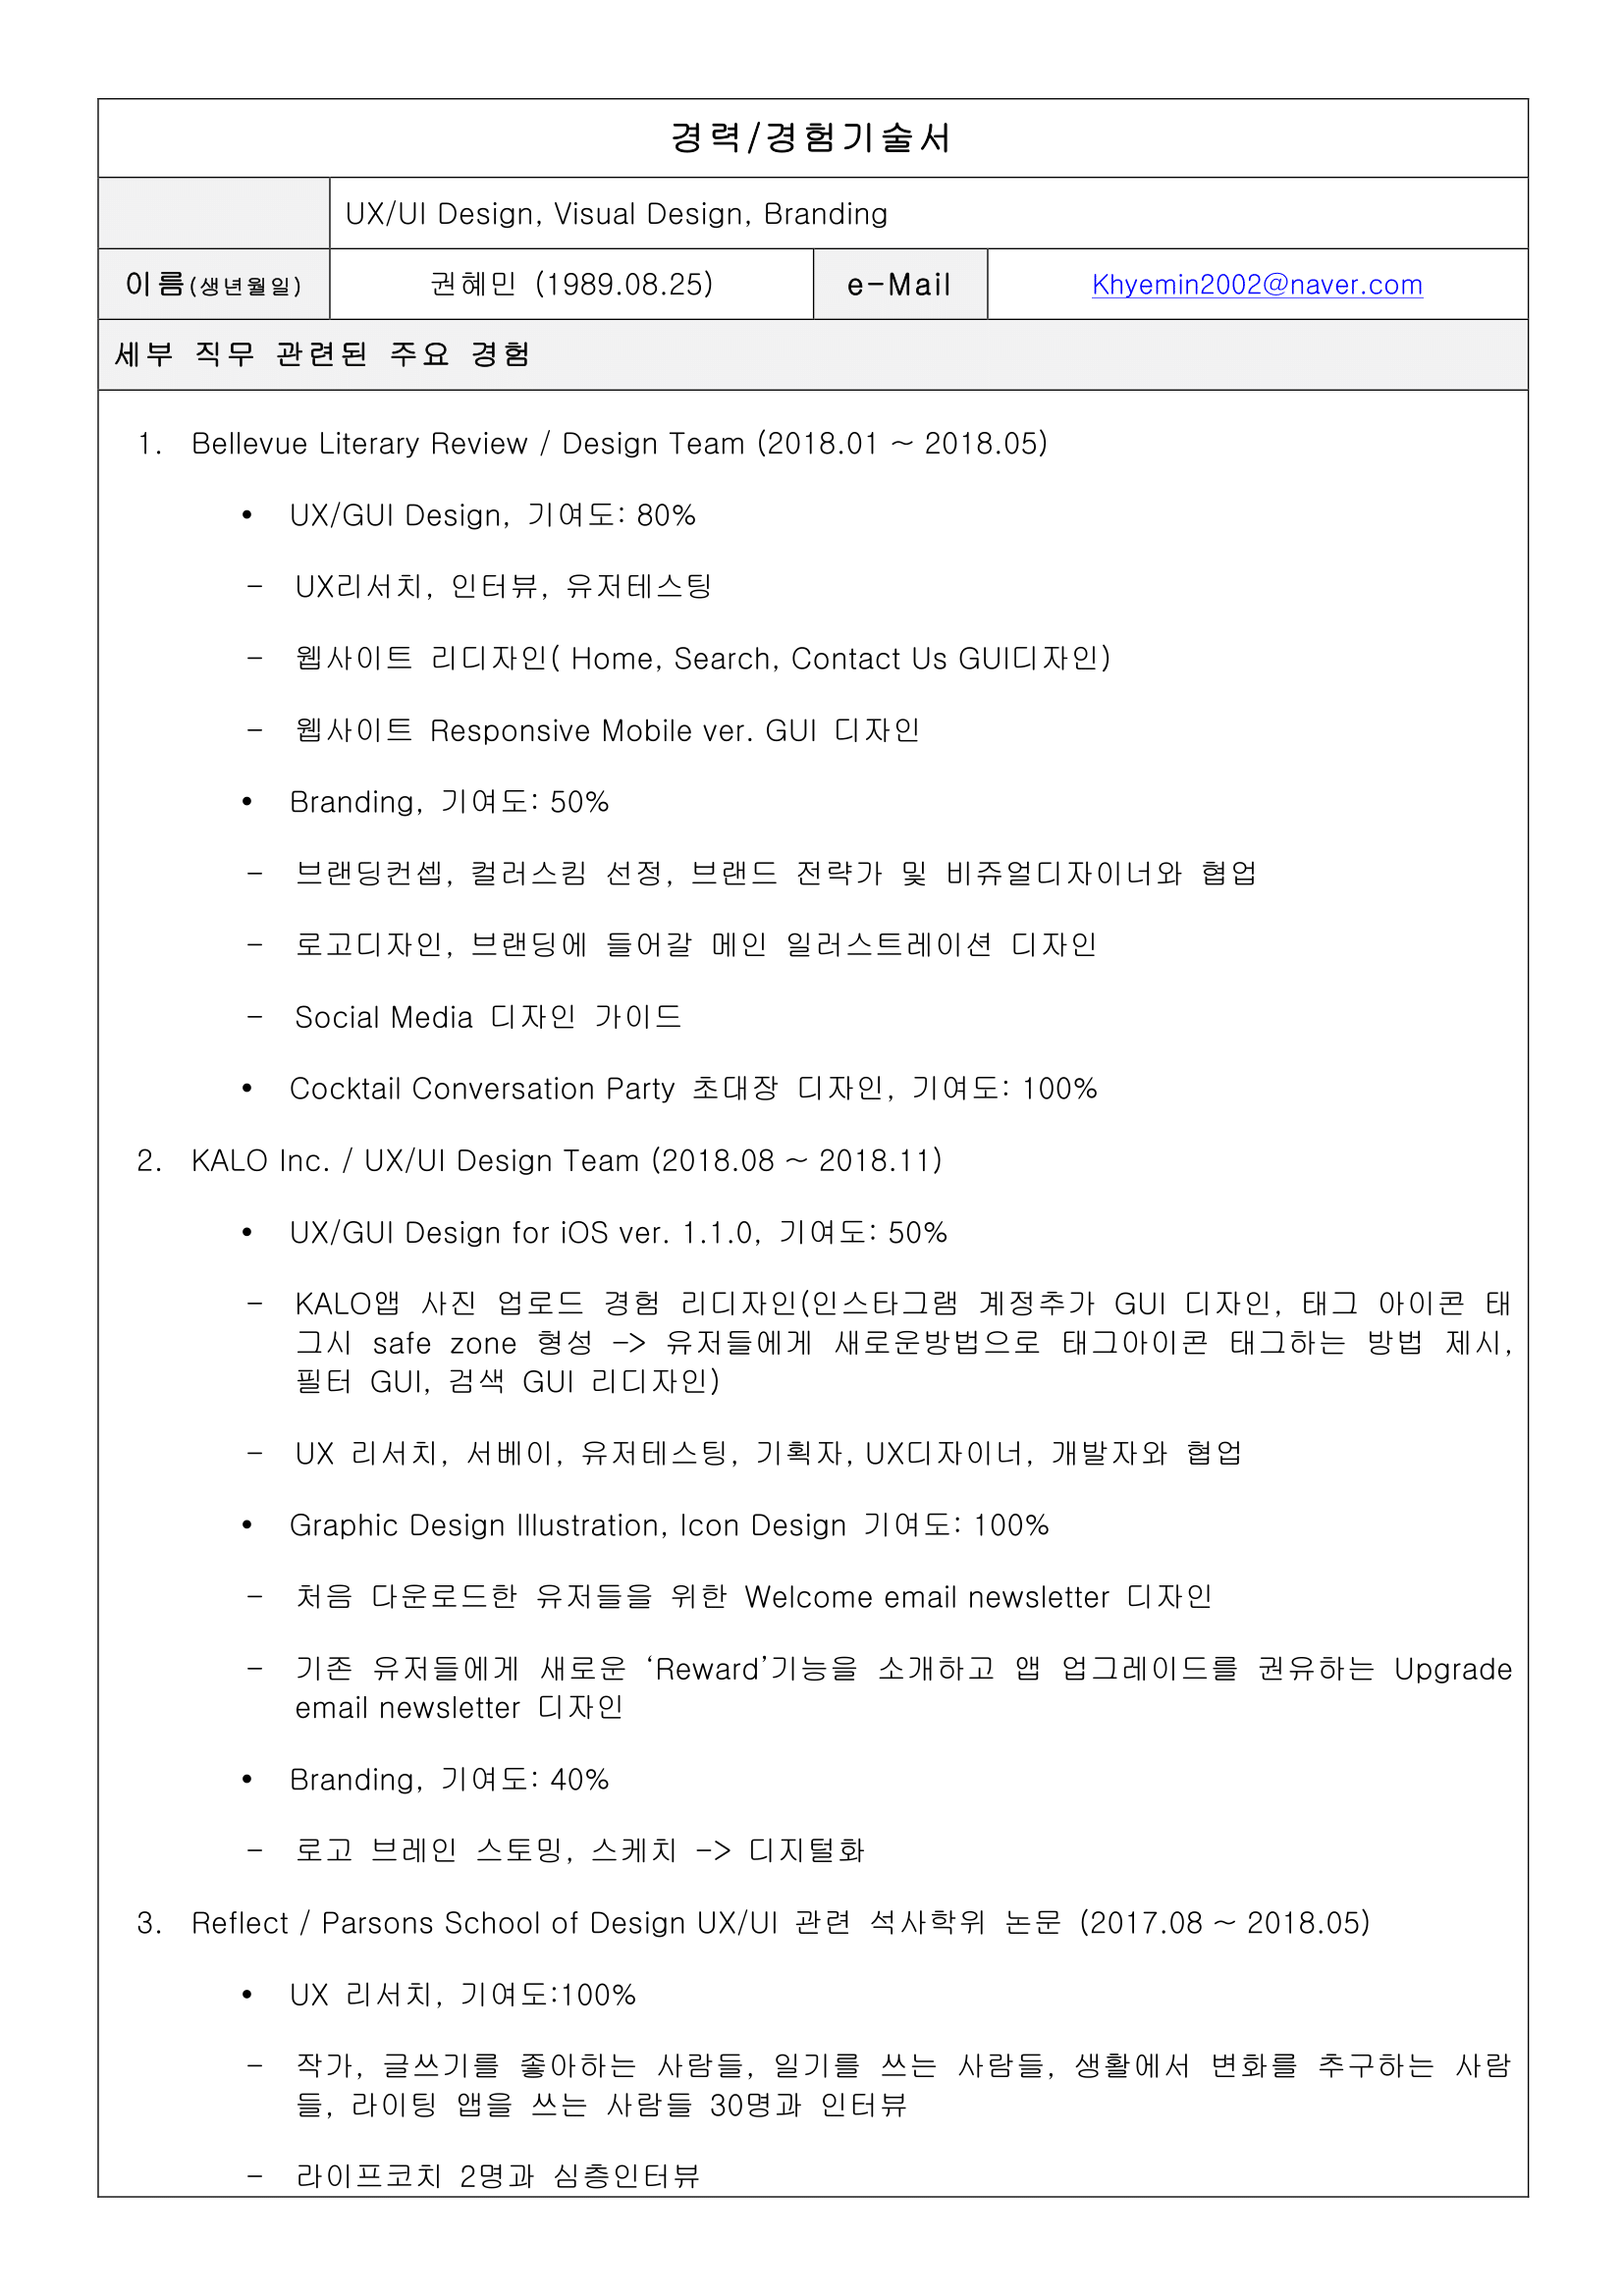 경력/경험기술서
UX/UI Design, Visual Design, Branding
이름(생년월일) 권혜민 (1989.08.25) e-Mail Khyemin2002@naver.com
세부 직무 관련된 주요 경험
1. Bellevue Literary Review / Design Team (2018.01 ~ 2018.05)
• UX/GUI Design, 기여도: 80%
- UX리서치, 인터뷰, 유저테스팅
- 웹사이트 리디자인( Home, Search, Contact Us GUI디자인)
- 웹사이트 Responsive Mobile ver. GUI 디자인
• Branding, 기여도: 50%
- 브랜딩컨셉, 컬러스킴 선정, 브랜드 전략가 및 비쥬얼디자이너와 협업
- 로고디자인, 브랜딩에 들어갈 메인 일러스트레이션 디자인
- Social Media 디자인 가이드
• Cocktail Conversation Party 초대장 디자인, 기여도: 100%
2. KALO Inc. / UX/UI Design Team (2018.08 ~ 2018.11)
• UX/GUI Design for iOS ver. 1.1.0, 기여도: 50%
- KALO앱 사진 업로드 경험 리디자인(인스타그램 계정추가 GUI 디자인, 태그 아이콘 태
그시 safe zone 형성 -> 유저들에게 새로운방법으로 태그아이콘 태그하는 방법 제시,
필터 GUI, 검색 GUI 리디자인)
- UX 리서치, 서베이, 유저테스팅, 기획자, UX디자이너, 개발자와 협업
• Graphic Design Illustration, Icon Design 기여도: 100%
- 처음 다운로드한 유저들을 위한 Welcome email newsletter 디자인
- 기존 유저들에게 새로운 ‘Reward’기능을 소개하고 앱 업그레이드를 권유하는 Upgrade
email newsletter 디자인
• Branding, 기여도: 40%
- 로고 브레인 스토밍, 스케치 -> 디지털화
3. Reflect / Parsons School of Design UX/UI 관련 석사학위 논문 (2017.08 ~ 2018.05)
• UX 리서치, 기여도:100%
- 작가, 글쓰기를 좋아하는 사람들, 일기를 쓰는 사람들, 생활에서 변화를 추구하는 사람
들, 라이팅 앱을 쓰는 사람들 30명과 인터뷰
- 라이프코치 2명과 심층인터뷰